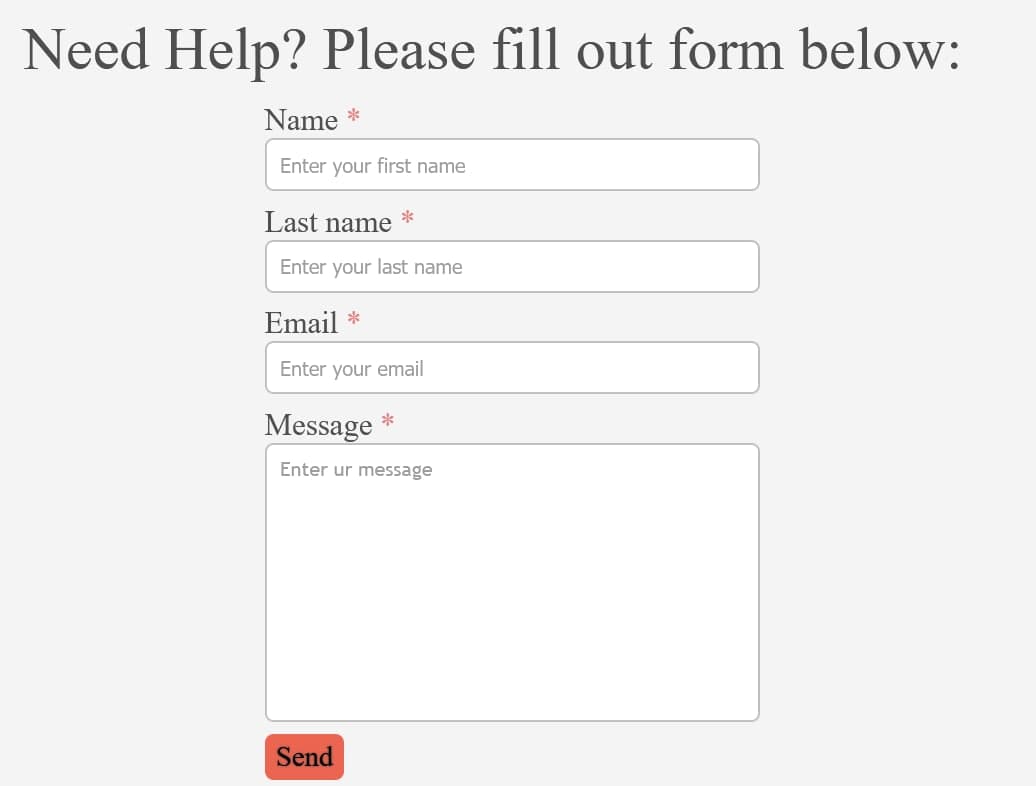 Need Help? Please fill out form below:
Name *
Enter your first name
Last name *
Enter your last name
Email *
Enter your email
Message *
Enter ur message
Send